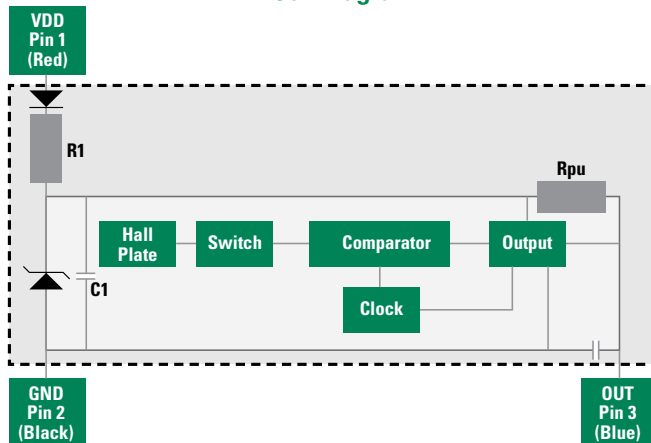 VDD
Pin 1
(Red)
R1
Rpu
Hall
Plate
Switch
Comparator
Output
C1
Clock
GND
Pin 2
(Black)
OUT
Pin 3
(Blue)